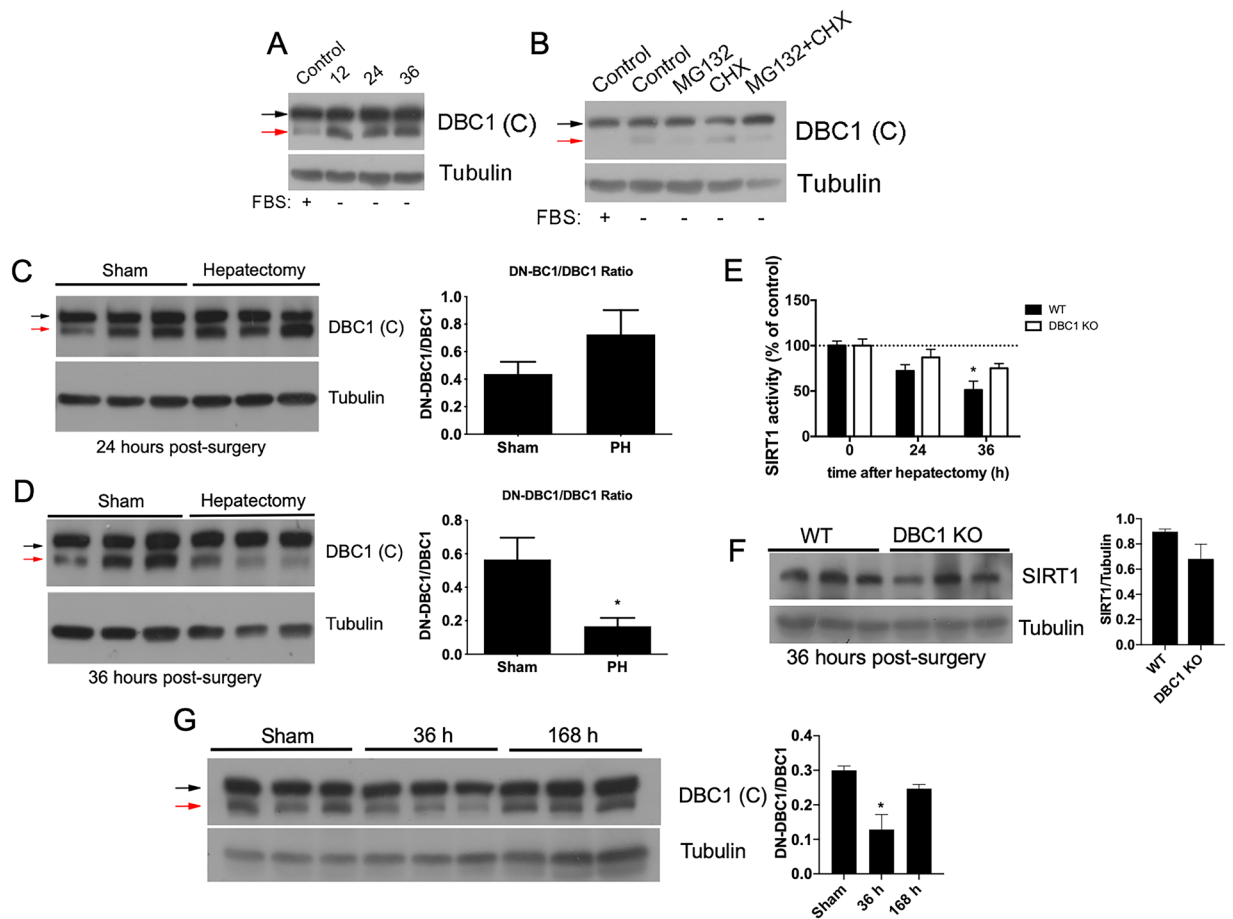 A
Control 12 24 36
DBC1 (C)
Tubulin
FBS: + - - -
B
Control Control MG132 CHX MG132+CHX
DBC1 (C)
Tubulin
FBS: + - - - -
C
Sham Hepatectomy
DBC1 (C)
Tubulin
24 hours post-surgery
DN-BC1/DBC1 Ratio
DN-DBC1/DBC1
1.0
0.8
0.6
0.4
0.2
0.0
Sham PH
D
Sham Hepatectomy
DBC1 (C)
Tubulin
36 hours post-surgery
DN-DBC1/DBC1 Ratio
DN-DBC1/DBC1
0.8
0.6
0.4
0.2
0.0
*
Sham PH
E
SIRT1 activity (% of control)
150
100
50
0
*
WT
DBC1 KO
0 24 36
time after hepatectomy (h)
F
WT DBC1 KO
SIRT1
Tubulin
36 hours post-surgery
SIRT1/Tubulin
1.0
0.8
0.6
0.4
0.2
0.0
WT DBC1 KO
G
Sham 36 h 168 h
DBC1 (C)
Tubulin
DN-DBC1/DBC1
0.4
0.3
0.2
0.1
0.0
*
Sham 36 h 168 h